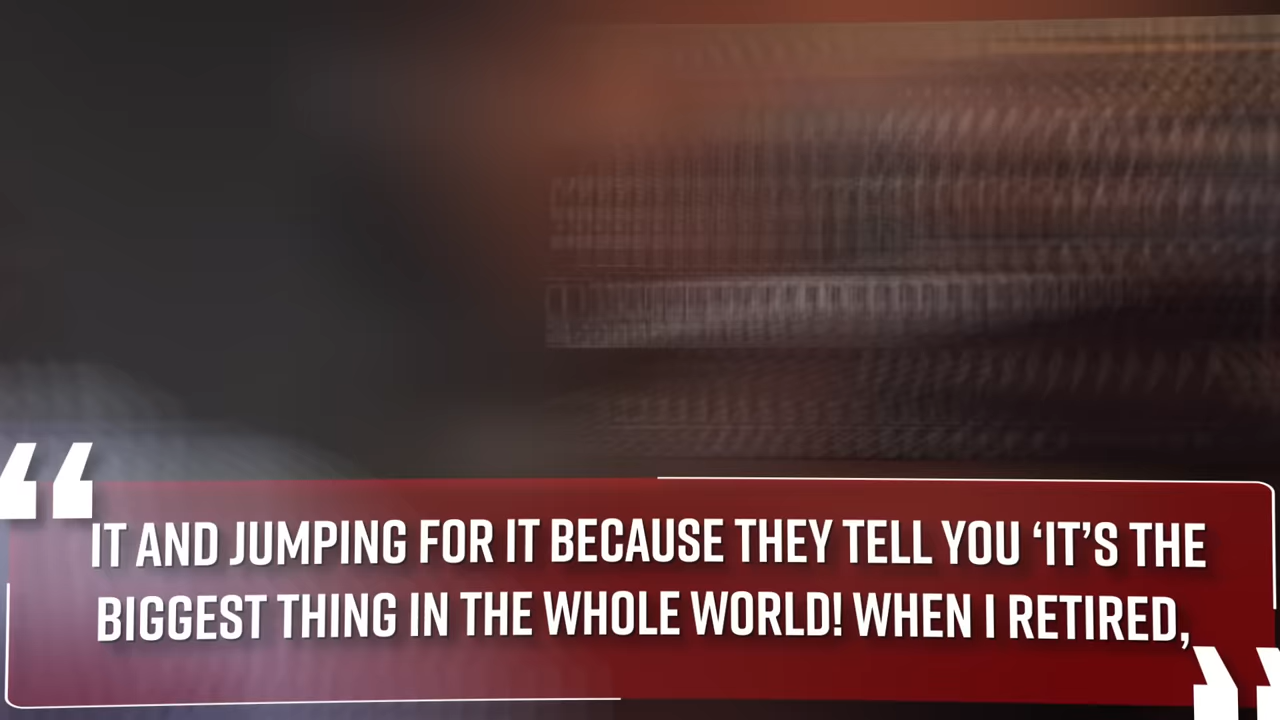 “
IT AND JUMPING FOR IT BECAUSE THEY TELL YOU ‘IT’S THE
BIGGEST THING IN THE WHOLE WORLD! WHEN I RETIRED,
”